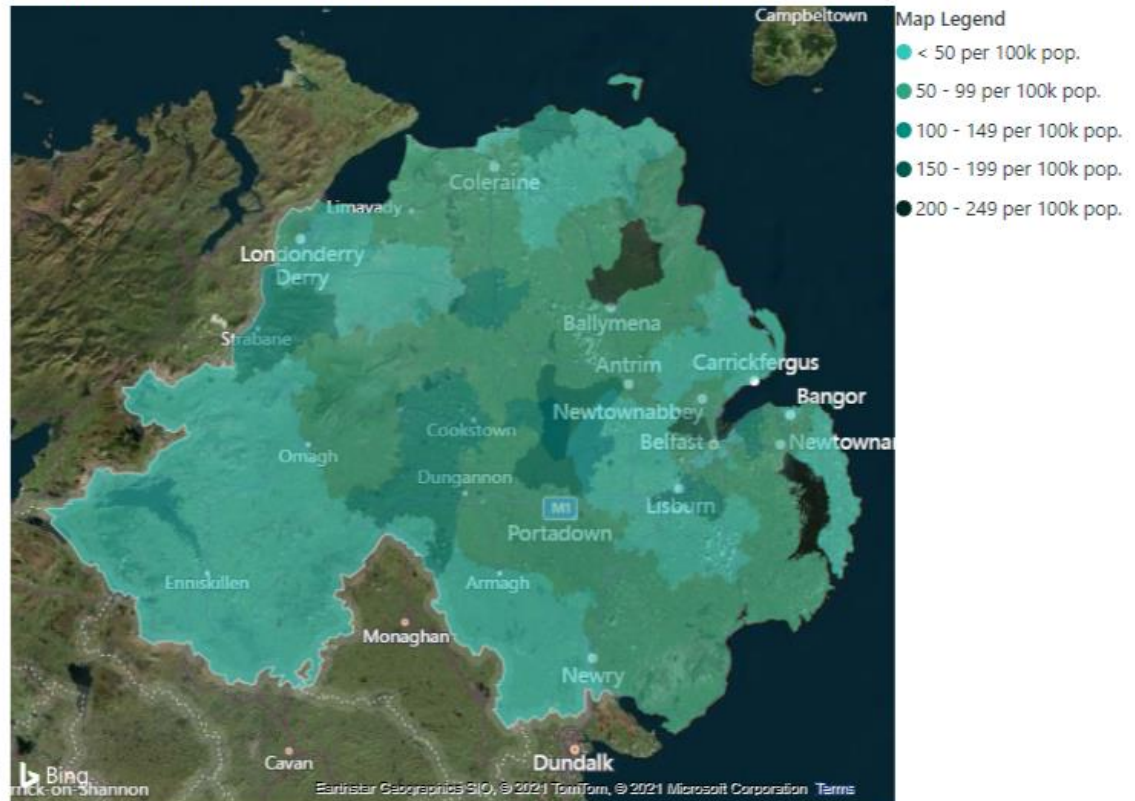 Campbeltown
Map Legend
< 50 per 100k pop.
50 - 99 per 100k pop.
100 - 149 per 100k pop.
150 - 199 per 100k pop.
200 - 249 per 100k pop.
Coleraine
Limavady
Londonderry
Derry
Ballymena
Strabane
Antrim
Carrickfergus
Bangor
Newtownabbey
Cookstown
Belfast
Newtownar
Omagh
Dungannon
M1
Lisburn
Portadown
Enniskillen
Armagh
Monaghan
Newry
Cavan
Dundalk
Bing
rrick-on-Shannon
Earthstar Geographics SIO, © 2021 TomTom, © 2021 Microsoft Corporation Terms